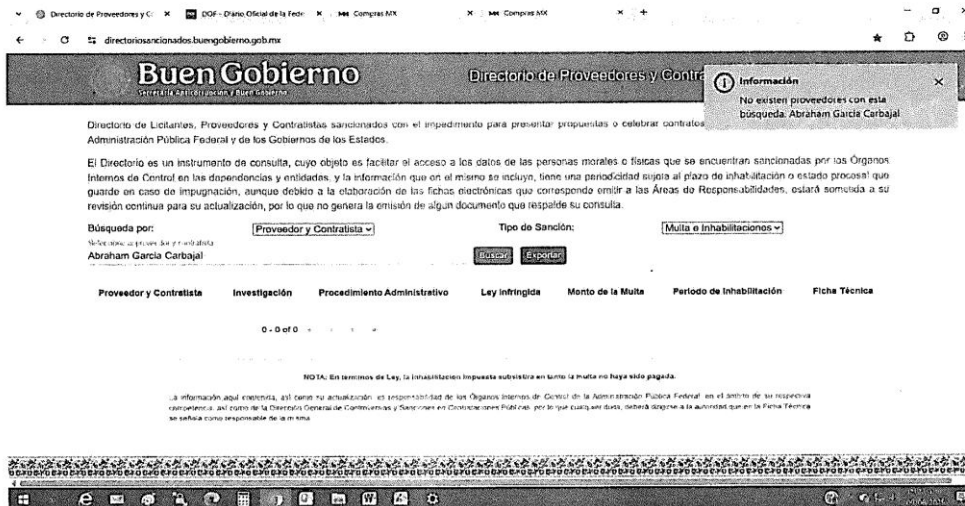 Directorio de Proveedores y C
DOF - Diario Oficial de la Fede
Compras MX
Compras MX
directoriosancionados.buengobierno.gob.mx
Buen Gobierno
Secretaría Anticorrupción y Buen Gobierno
Directorio de Proveedores y Contra
Información
No existen proveedores con esta
búsqueda: Abraham Garcia Carbajal
Directorio de Licitantes, Proveedores y Contratistas sancionados con el impedimento para presentar propuestas o celebrar contratos
Administración Pública Federal y de los Gobiernos de los Estados.
El Directorio es un instrumento de consulta, cuyo objeto es facilitar el acceso a los datos de las personas morales o físicas que se encuentran sancionadas por los Órganos
Internos de Control en las dependencias y entidades, y la información que en el mismo se incluye, tiene una periodicidad sujeta al plazo de inhabilitación o estado procesal que
guarde en caso de impugnación, aunque debido a la elaboración de las fichas electrónicas que corresponde emitir a las Áreas de Responsabilidades, estará sometida a su
revisión continua para su actualización, por lo que no genera la emisión de algun documento que respalde su consulta.
Búsqueda por:
Proveedor y Contratista
Tipo de Sanción:
Multa e Inhabilitaciones
Seleccione al proveedor y contratista
Abraham Garcia Carbajal
Buscar
Exportar
Proveedor y Contratista Investigación Procedimiento Administrativo Ley infringida Monto de la Multa Periodo de Inhabilitación Ficha Técnica
0 - 0 of 0
NOTA: En términos de Ley, la inhabilitación impuesta subsistirá en tanto la multa no haya sido pagada.
La información aquí contenida, así como su actualización es responsabilidad de los Órganos Internos de Control de la Administración Pública Federal en el ámbito de su respectiva
competencia, así como de la Dirección General de Controversias y Sanciones en Contrataciones Públicas, por lo que cualquier duda, deberá dirigirse a la autoridad que en la Ficha Técnica
se señala como responsable de la misma